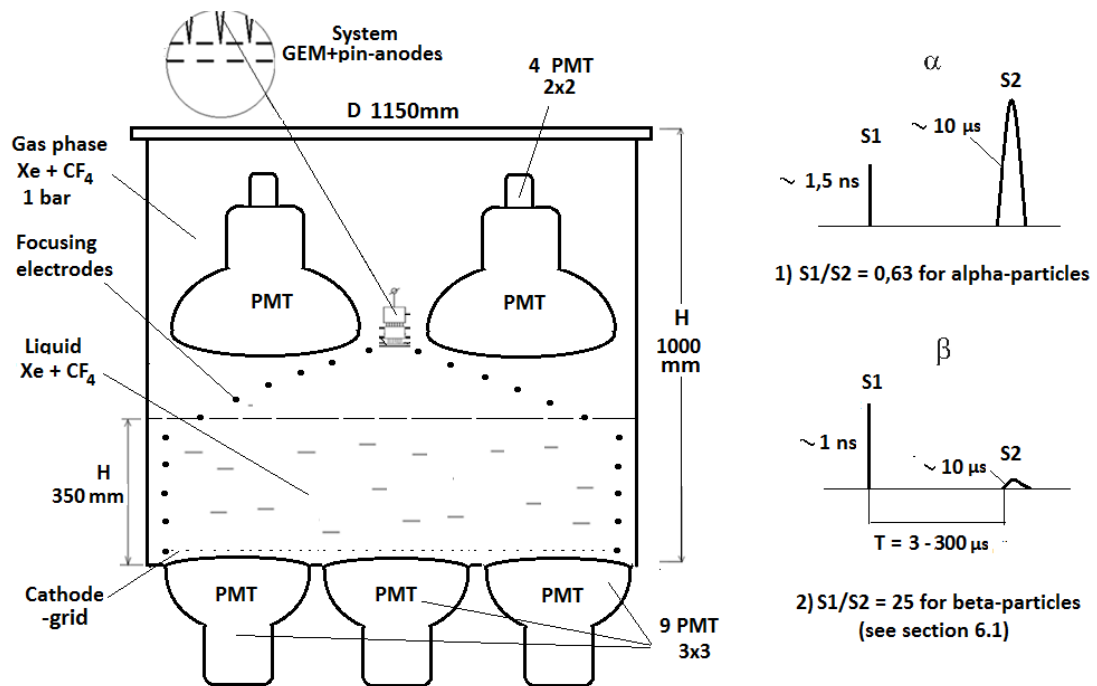 System
GEM+pin-anodes
4 PMT
2x2
D 1150mm
Gas phase
Xe + CF₄
1 bar
Focusing
electrodes
PMT
PMT
H
1000
mm
Liquid
Xe + CF₄
H
350 mm
Cathode
-grid
PMT
PMT
PMT
9 PMT
3x3
α
S1
S2
~ 10 µs
~ 1,5 ns
1) S1/S2 = 0,63 for alpha-particles
β
S1
~ 1 ns
S2
~ 10 µs
T = 3 - 300 µs
2) S1/S2 = 25 for beta-particles
(see section 6.1)